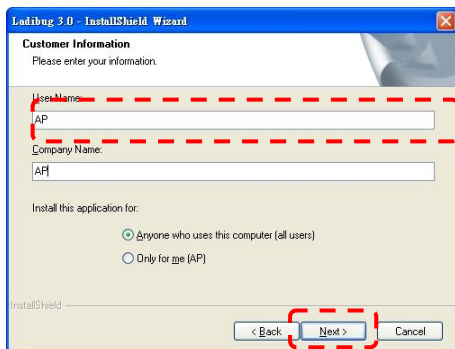 Ladibug 3.0 - InstallShield Wizard
Customer Information
Please enter your information.
User Name:
AP
Company Name:
AP
Install this application for:
Anyone who uses this computer (all users)
Only for me (AP)
InstallShield
< Back Next > Cancel